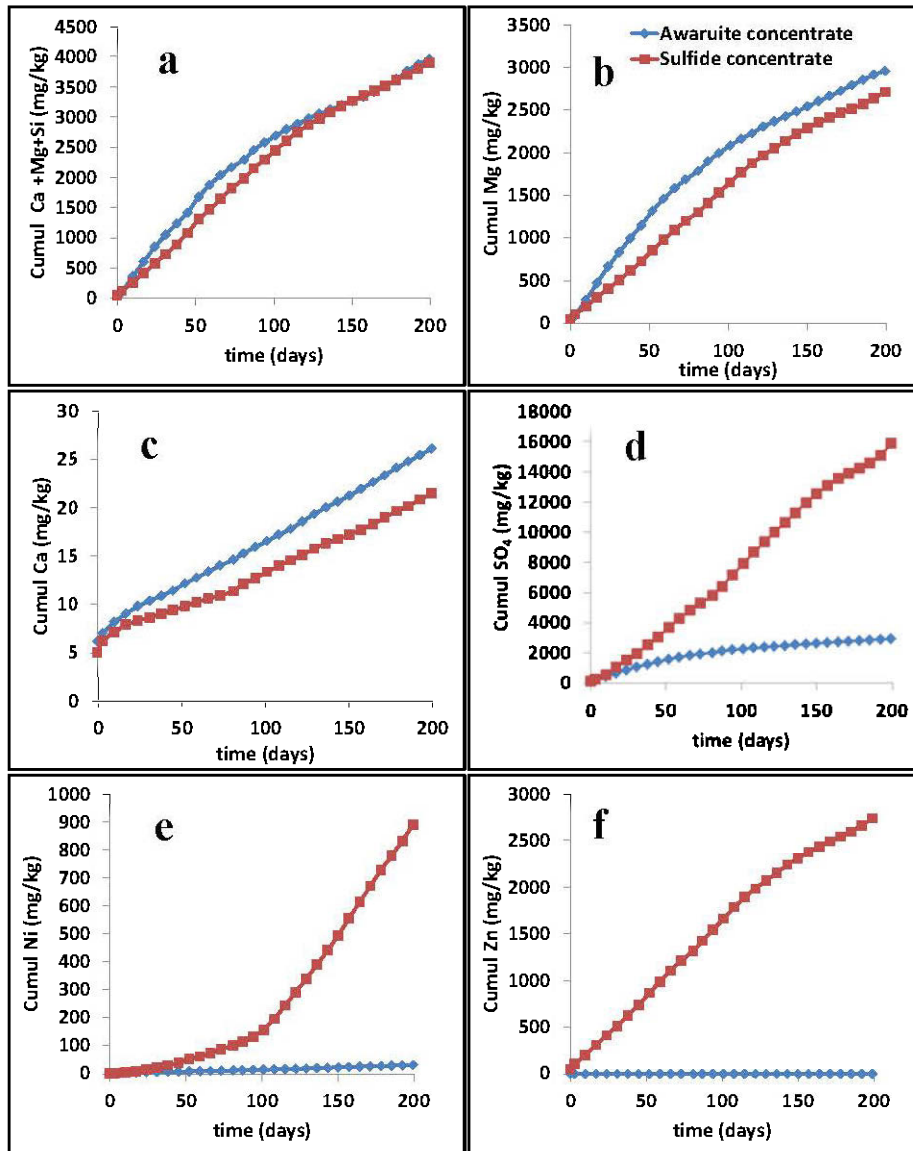 a
Cumul Ca +Mg+Si (mg/kg)
4500
4000
3500
3000
2500
2000
1500
1000
500
0
0 50 100 150 200
time (days)
b
Awaruite concentrate
Sulfide concentrate
Cumul Mg (mg/kg)
3500
3000
2500
2000
1500
1000
500
0
0 50 100 150 200
time (days)
c
Cumul Ca (mg/kg)
30
25
20
15
10
5
0
0 50 100 150 200
time (days)
d
Cumul SO₄ (mg/kg)
18000
16000
14000
12000
10000
8000
6000
4000
2000
0
0 50 100 150 200
time (days)
e
Cumul Ni (mg/kg)
1000
900
800
700
600
500
400
300
200
100
0
0 50 100 150 200
time (days)
f
Cumul Zn (mg/kg)
3000
2500
2000
1500
1000
500
0
0 50 100 150 200
time (days)